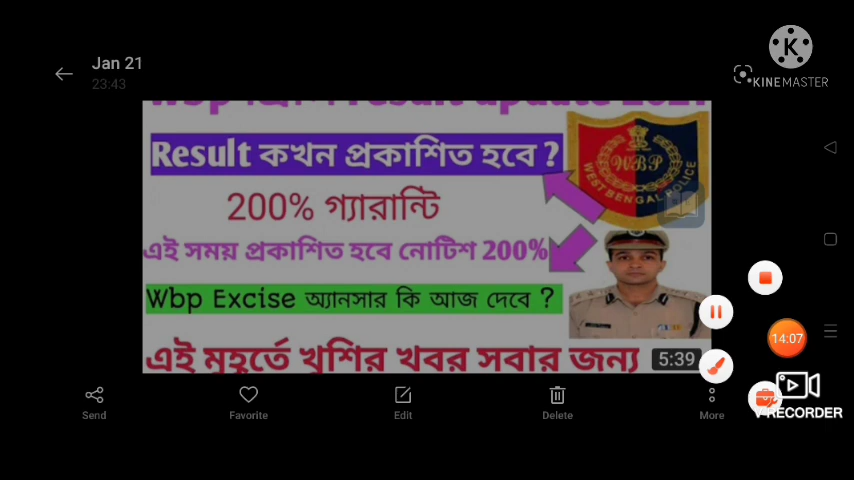 Jan 21
23:43
KINEMASTER
Result কখন প্রকাশিত হবে ?
WBP
WEST BENGAL POLICE
200% গ্যারান্টি
এই সময় প্রকাশিত হবে নোটিশ 200%
Wbp Excise অ্যানসার কি আজ দেবে ?
এই মুহূর্তে খুশির খবর সবার জন্য
5:39
14:07
Send
Favorite
Edit
Delete
More
V-RECORDER